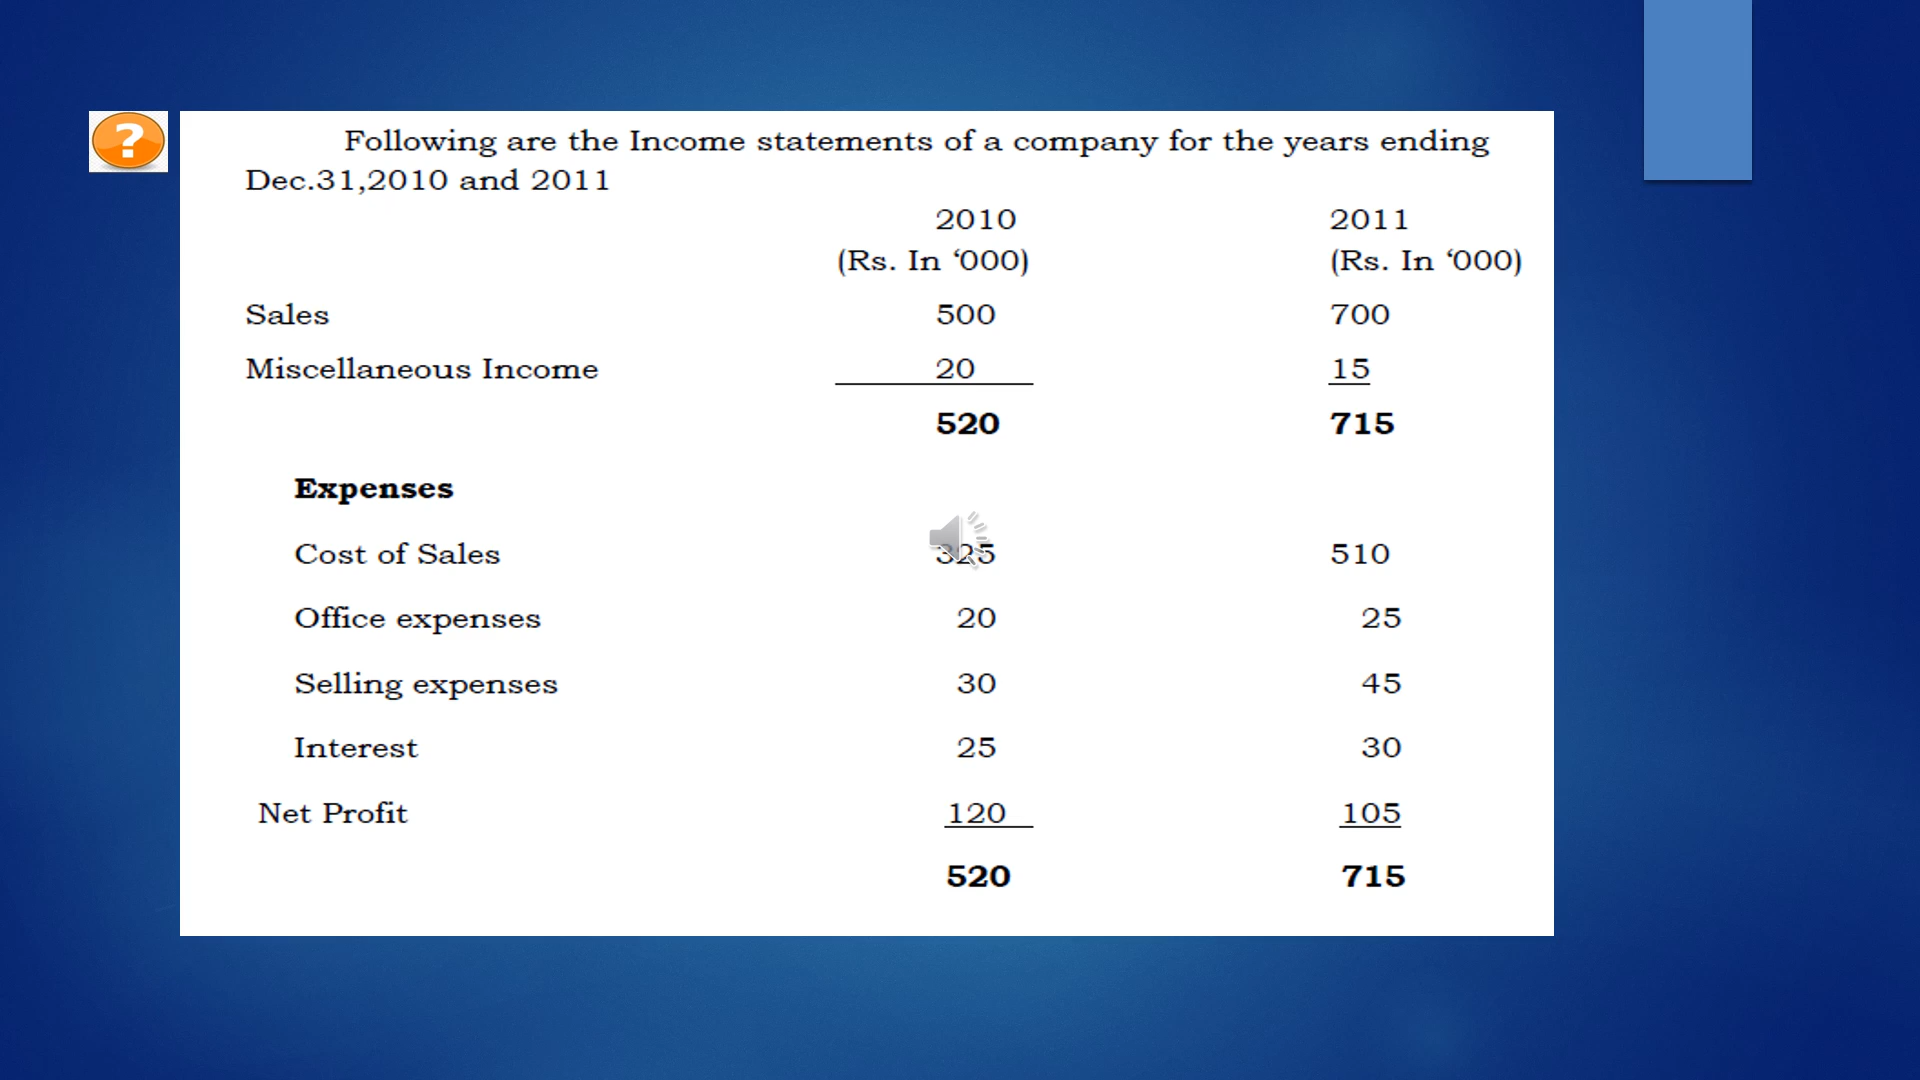 ?
Following are the Income statements of a company for the years ending
Dec.31,2010 and 2011
2010 2011
(Rs. In ‘000) (Rs. In ‘000)
Sales 500 700
Miscellaneous Income 20 15
520 715
Expenses
Cost of Sales 325 510
Office expenses 20 25
Selling expenses 30 45
Interest 25 30
Net Profit 120 105
520 715